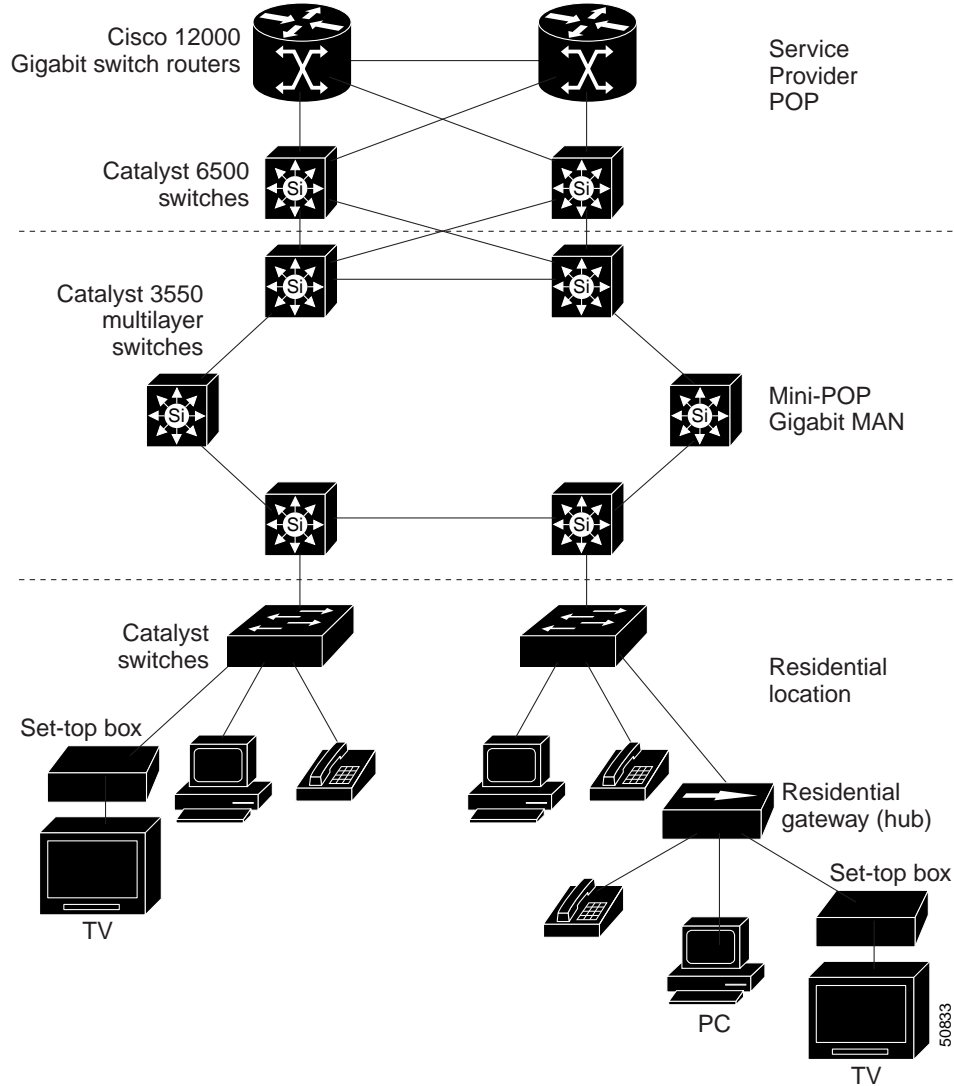 Cisco 12000
Gigabit switch routers
Service
Provider
POP
Catalyst 6500
switches
Si
Si
Catalyst 3550
multilayer
switches
Si
Si
Si
Si
Mini-POP
Gigabit MAN
Si
Si
Catalyst
switches
Residential
location
Set-top box
TV
Residential
gateway (hub)
Set-top box
PC
TV
50833